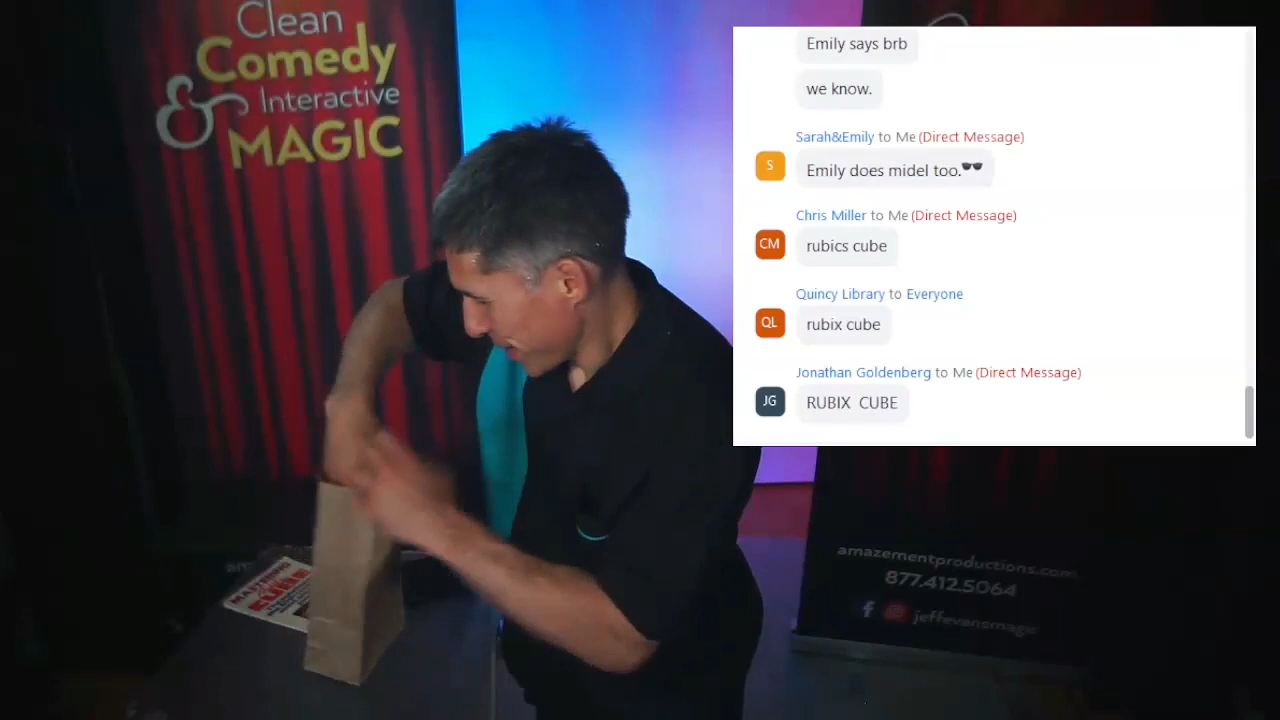 Clean
Comedy
& Interactive
MAGIC
Emily says brb
we know.
Sarah&Emily to Me (Direct Message)
S
Emily does midel too.🕶
Chris Miller to Me (Direct Message)
CM
rubics cube
Quincy Library to Everyone
QL
rubix cube
Jonathan Goldenberg to Me (Direct Message)
JG
RUBIX CUBE
CUBE
amazementproductions.com
877.412.5064
f jeffevansmagic